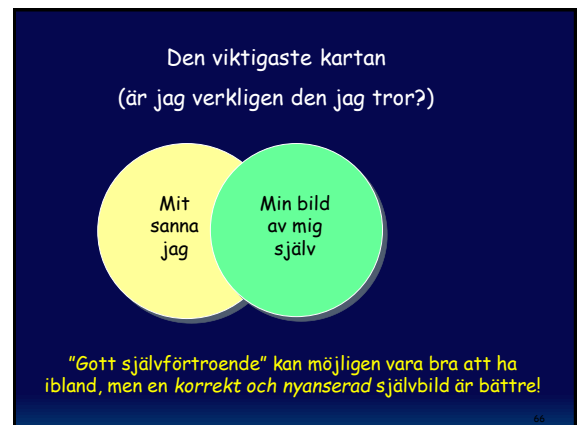 Den viktigaste kartan
(är jag verkligen den jag tror?)
Mit
sanna
jag
Min bild
av mig
själv
"Gott självförtroende" kan möjligen vara bra att ha
ibland, men en korrekt och nyanserad självbild är bättre!
66